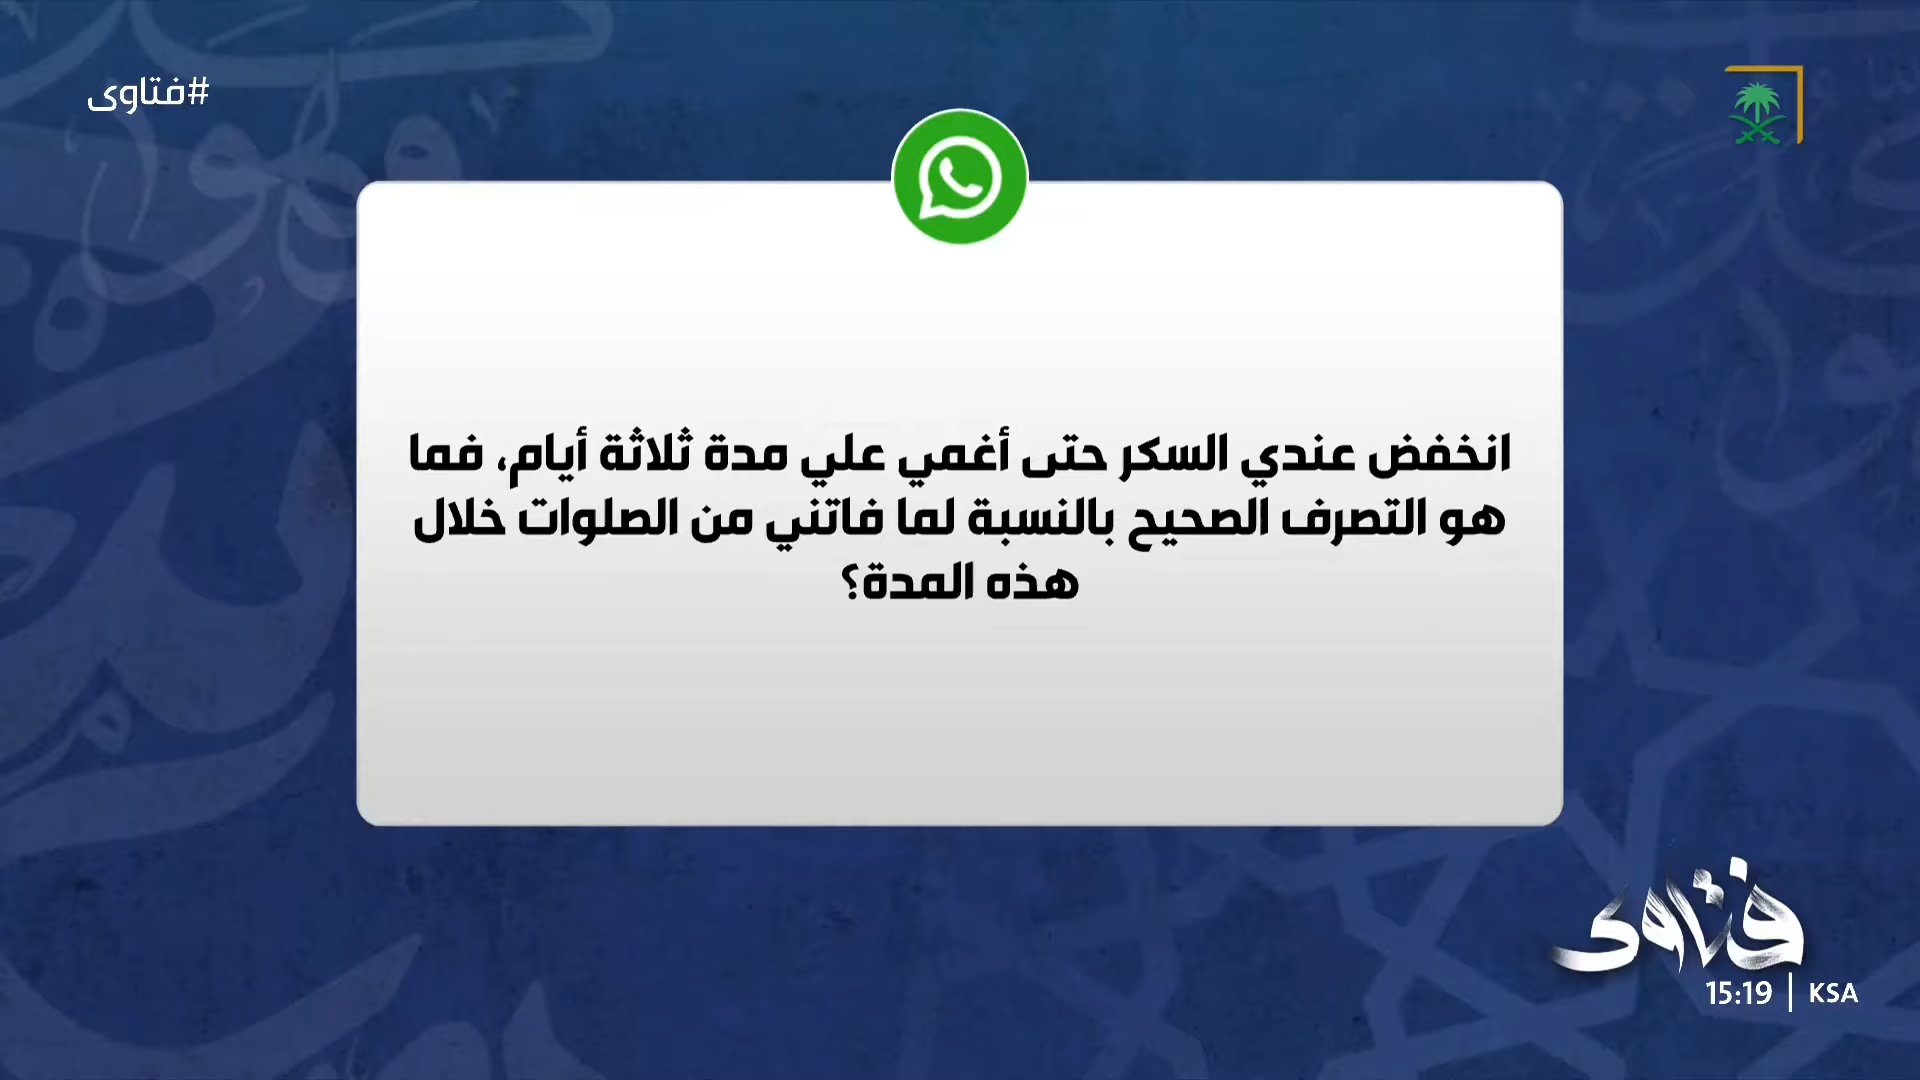 #فتاوى
انخفض عندي السكر حتى أغمي علي مدة ثلاثة أيام، فما
هو التصرف الصحيح بالنسبة لما فاتني من الصلوات خلال
هذه المدة؟
فتاوى
15:19 | KSA